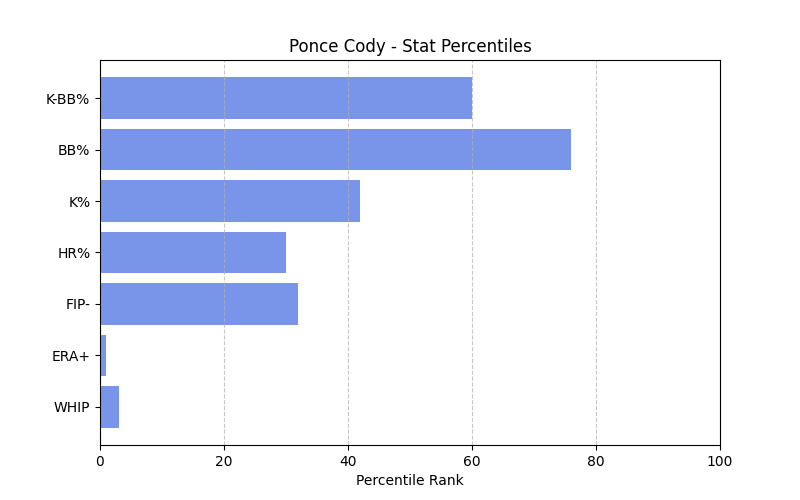 Ponce Cody - Stat Percentiles
K-BB%
BB%
K%
HR%
FIP-
ERA+
WHIP
0 20 40 60 80 100
Percentile Rank